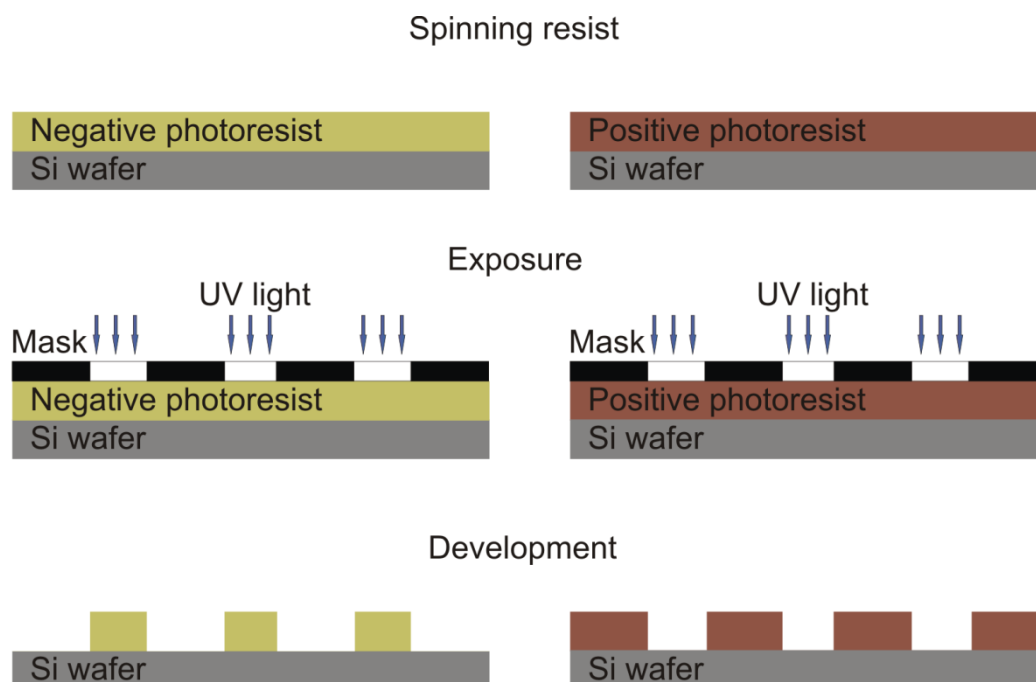 Spinning resist
Negative photoresist
Si wafer
Positive photoresist
Si wafer
Exposure
UV light
Mask
Negative photoresist
Si wafer
UV light
Mask
Positive photoresist
Si wafer
Development
Si wafer
Si wafer